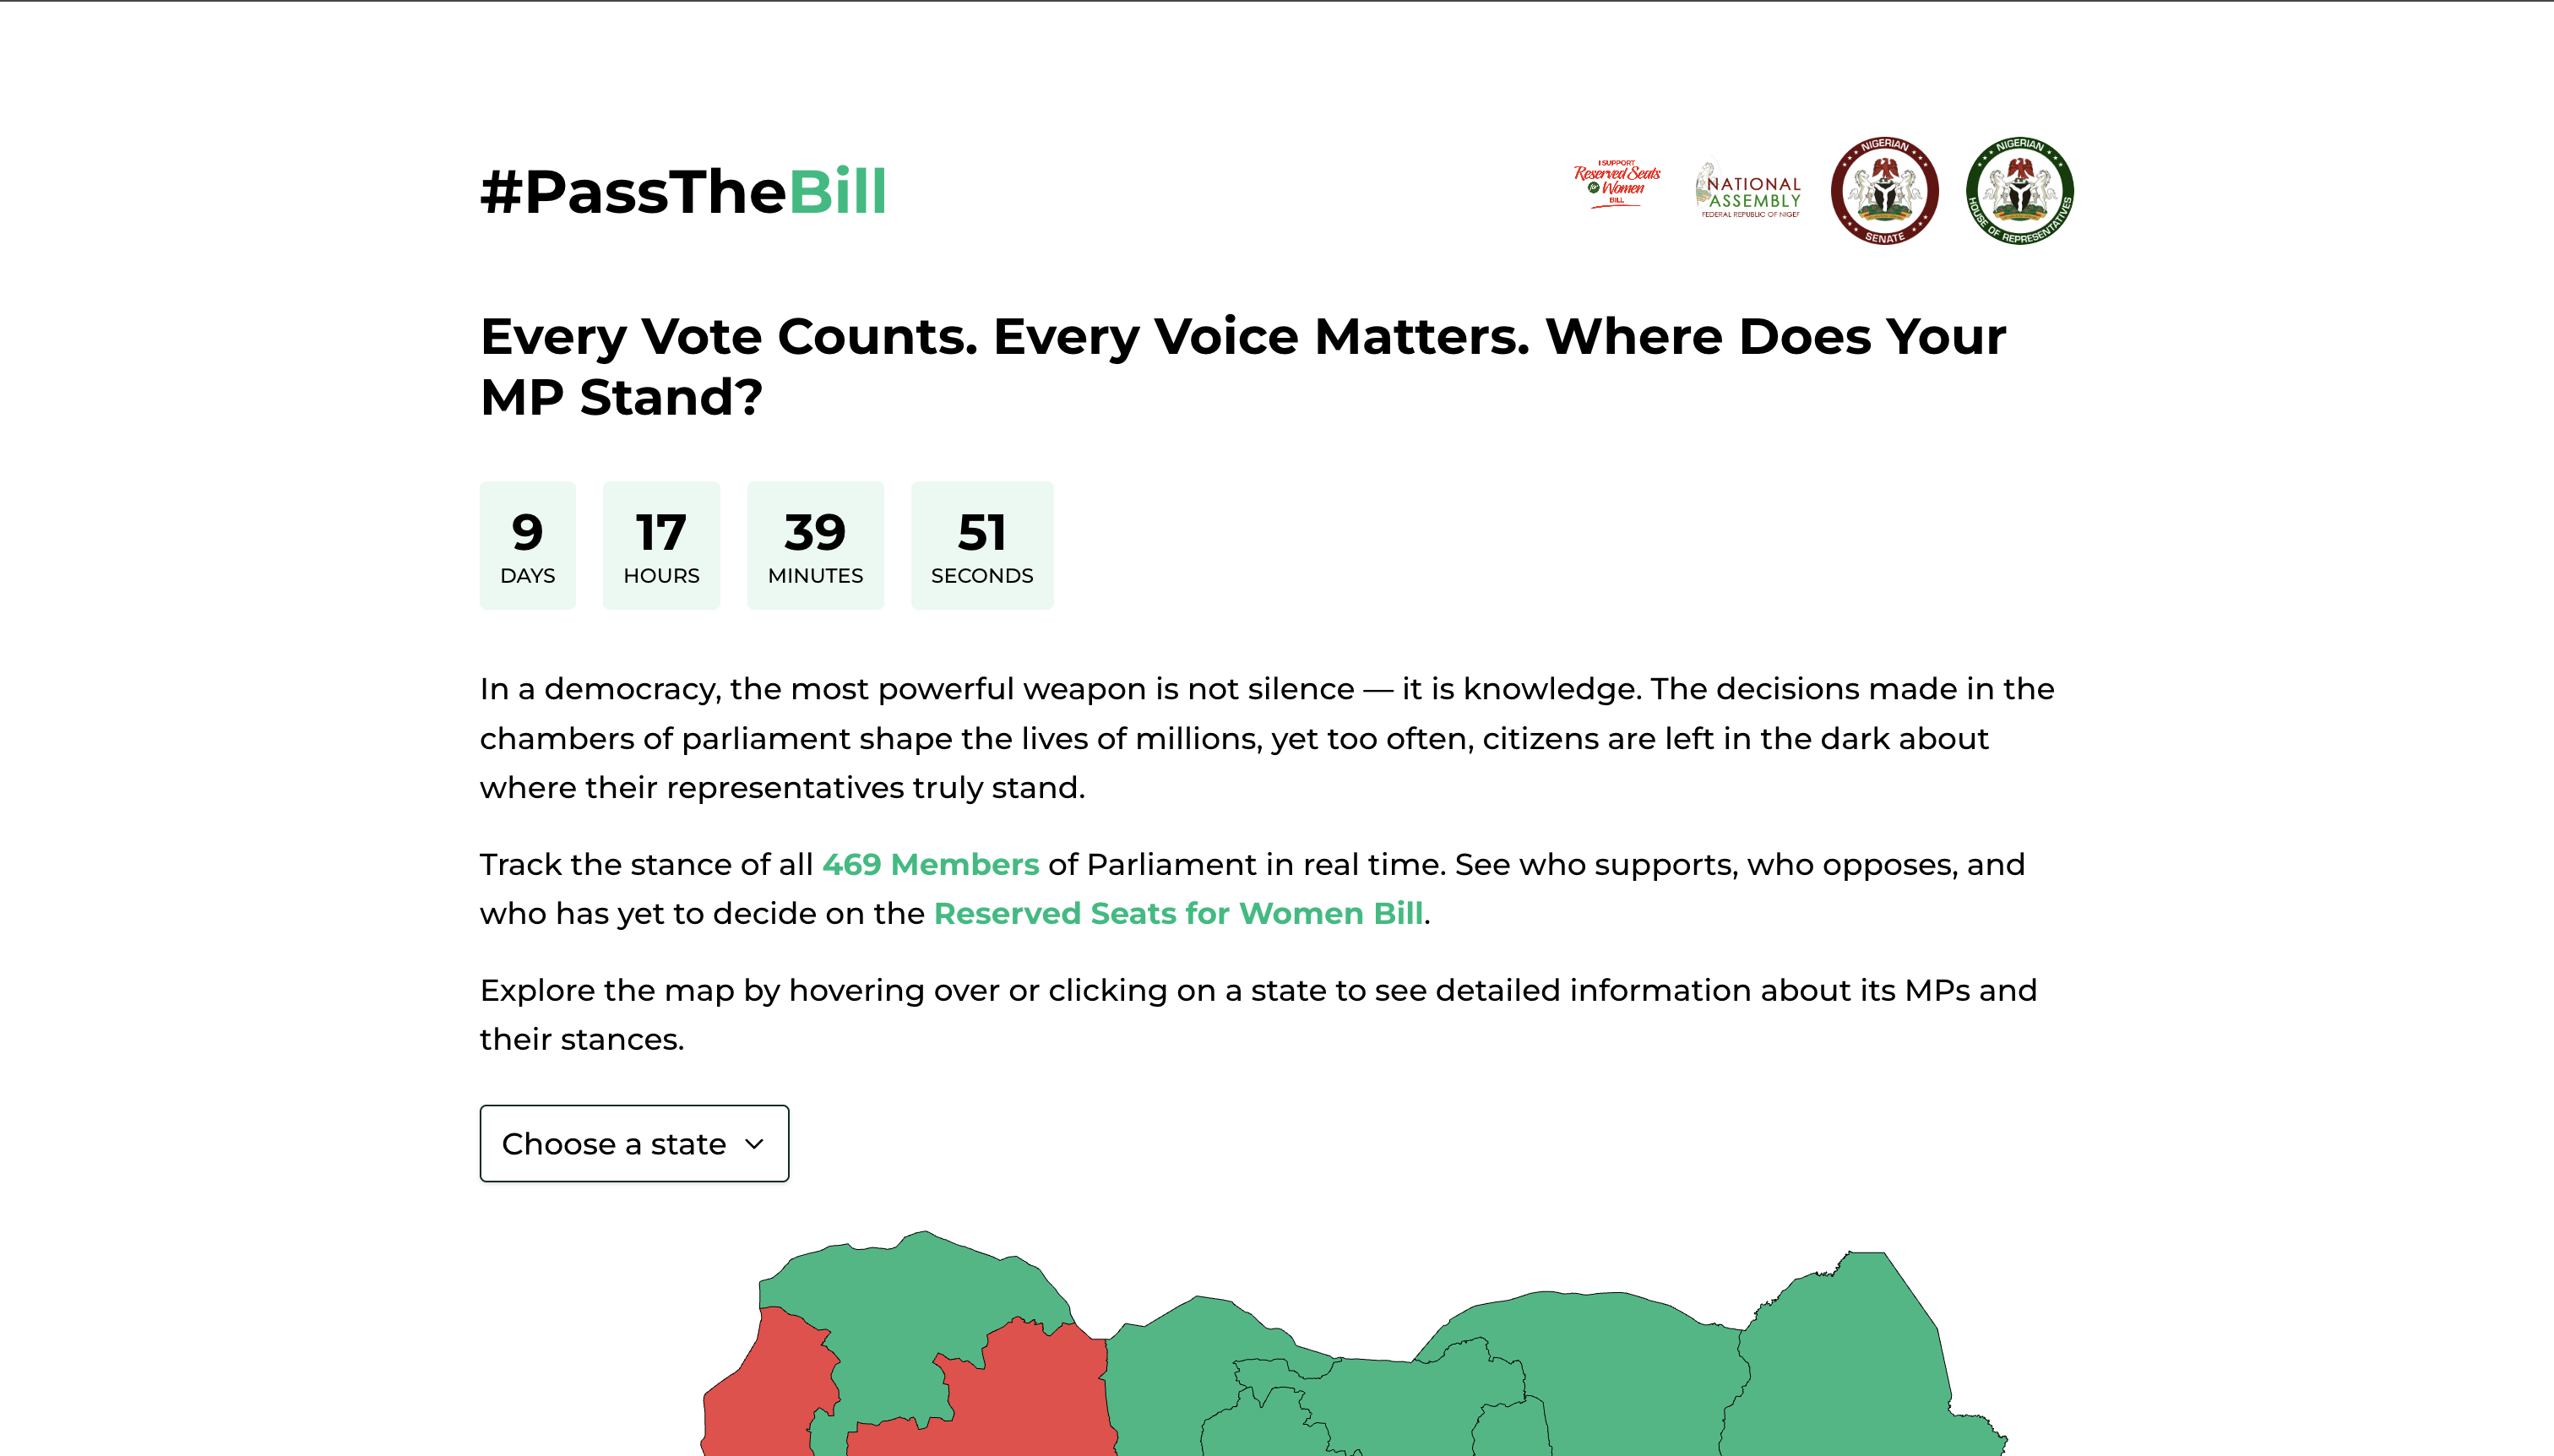 #PassTheBill
I SUPPORT
Reserved Seats
for Women
BILL
NATIONAL
ASSEMBLY
FEDERAL REPUBLIC OF NIGEF
NIGERIAN
SENATE
NIGERIAN
HOUSE OF REPRESENTATIVES
Every Vote Counts. Every Voice Matters. Where Does Your
MP Stand?
9 17 39 51
DAYS HOURS MINUTES SECONDS
In a democracy, the most powerful weapon is not silence — it is knowledge. The decisions made in the
chambers of parliament shape the lives of millions, yet too often, citizens are left in the dark about
where their representatives truly stand.
Track the stance of all 469 Members of Parliament in real time. See who supports, who opposes, and
who has yet to decide on the Reserved Seats for Women Bill.
Explore the map by hovering over or clicking on a state to see detailed information about its MPs and
their stances.
Choose a state